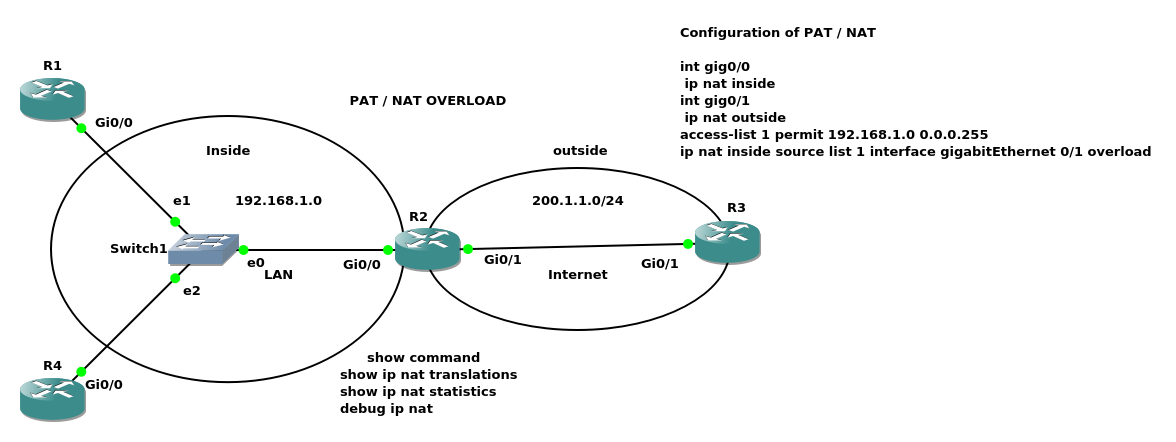 Configuration of PAT / NAT
int gig0/0
ip nat inside
int gig0/1
ip nat outside
access-list 1 permit 192.168.1.0 0.0.0.255
ip nat inside source list 1 interface gigabitEthernet 0/1 overload
PAT / NAT OVERLOAD
R1
Gi0/0
Inside
outside
e1
192.168.1.0
200.1.1.0/24
R2
R3
Switch1
e0
LAN
Gi0/0
Gi0/1
Gi0/1
Internet
e2
R4
Gi0/0
show command
show ip nat translations
show ip nat statistics
debug ip nat